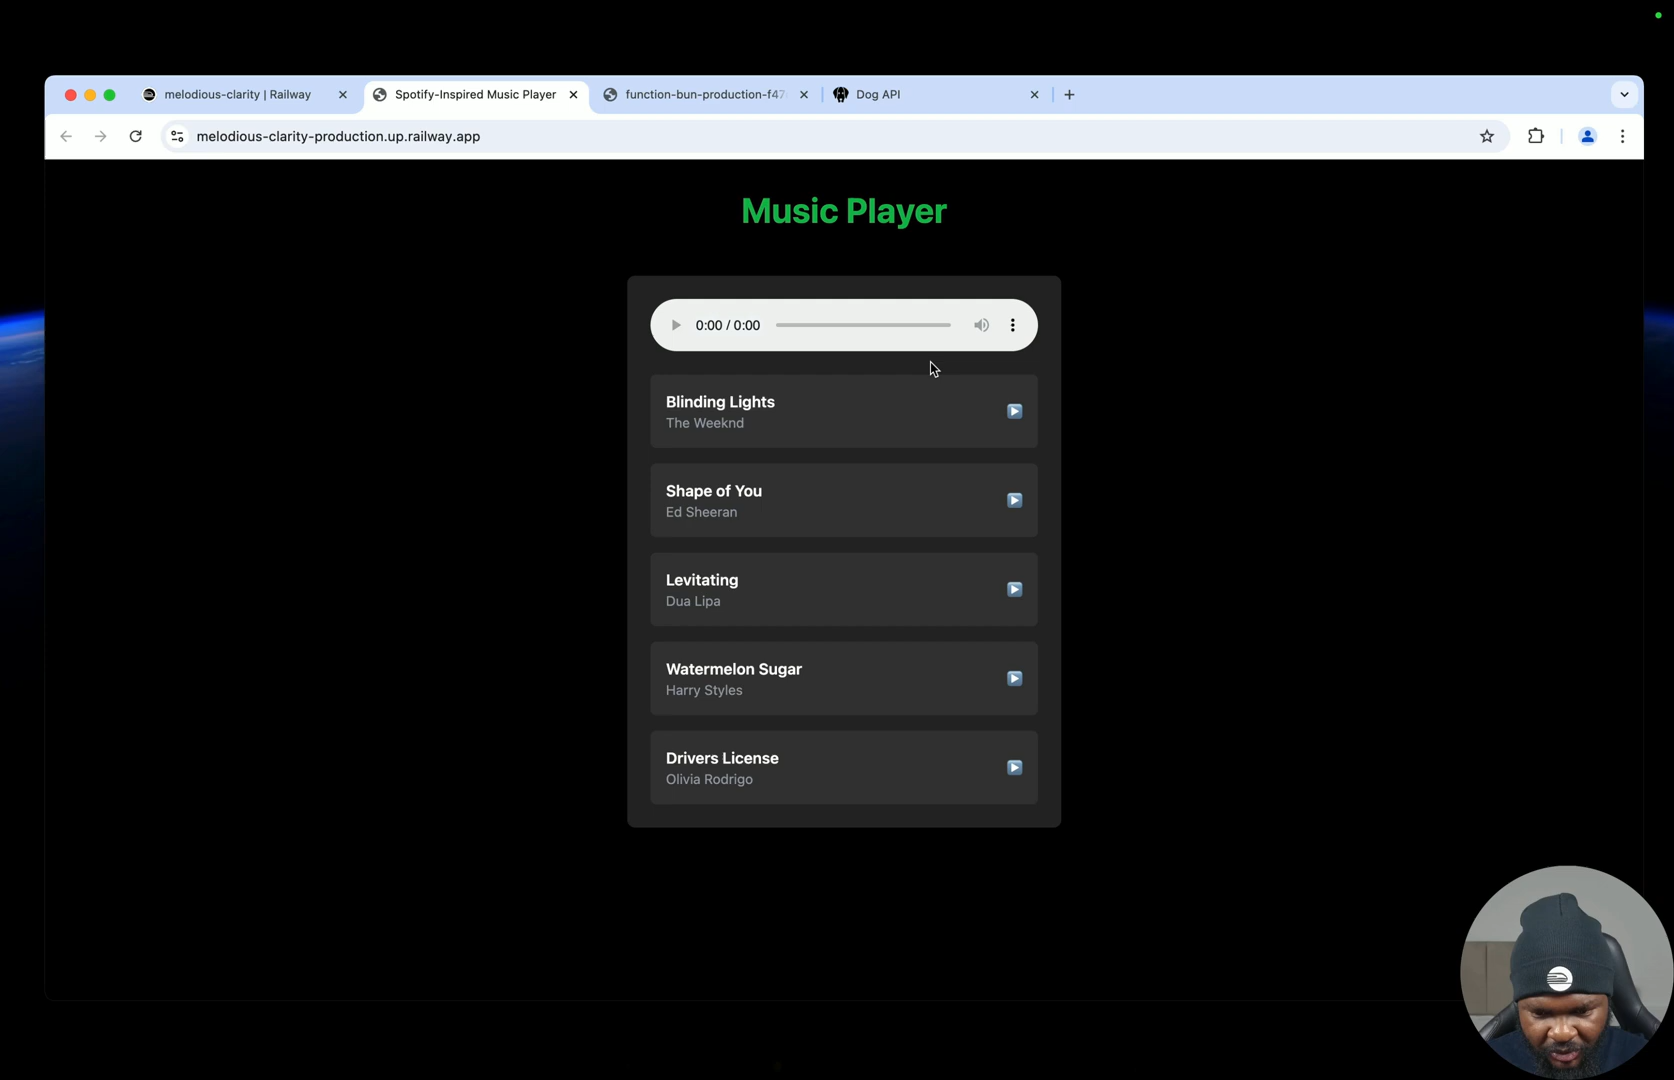 melodious-clarity | Railway
Spotify-Inspired Music Player
function-bun-production-f47
Dog API
melodious-clarity-production.up.railway.app
Music Player
0:00 / 0:00
Blinding Lights
The Weeknd
Shape of You
Ed Sheeran
Levitating
Dua Lipa
Watermelon Sugar
Harry Styles
Drivers License
Olivia Rodrigo